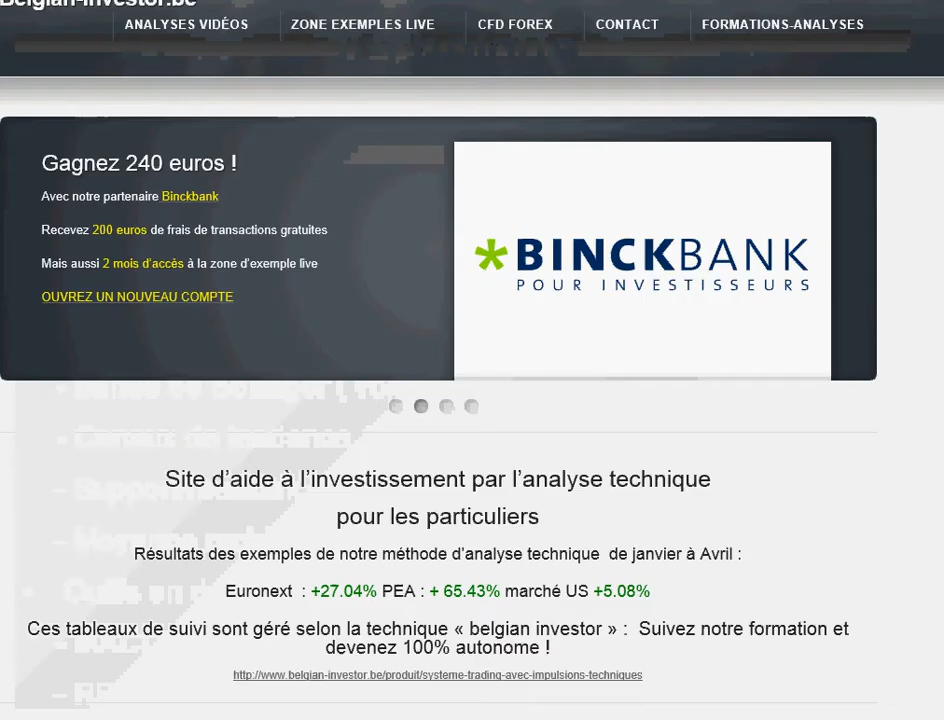 Belgian-investor.be
ANALYSES VIDÉOS ZONE EXEMPLES LIVE CFD FOREX CONTACT FORMATIONS-ANALYSES
Gagnez 240 euros !
Avec notre partenaire Binckbank
Recevez 200 euros de frais de transactions gratuites
Mais aussi 2 mois d'accès à la zone d'exemple live
OUVREZ UN NOUVEAU COMPTE
BINCKBANK
POUR INVESTISSEURS
Site d'aide à l'investissement par l'analyse technique
pour les particuliers
Résultats des exemples de notre méthode d'analyse technique de janvier à Avril :
Euronext : +27.04% PEA : + 65.43% marché US +5.08%
Ces tableaux de suivi sont géré selon la technique « belgian investor » : Suivez notre formation et
devenez 100% autonome !
http://www.belgian-investor.be/produit/systeme-trading-avec-impulsions-techniques